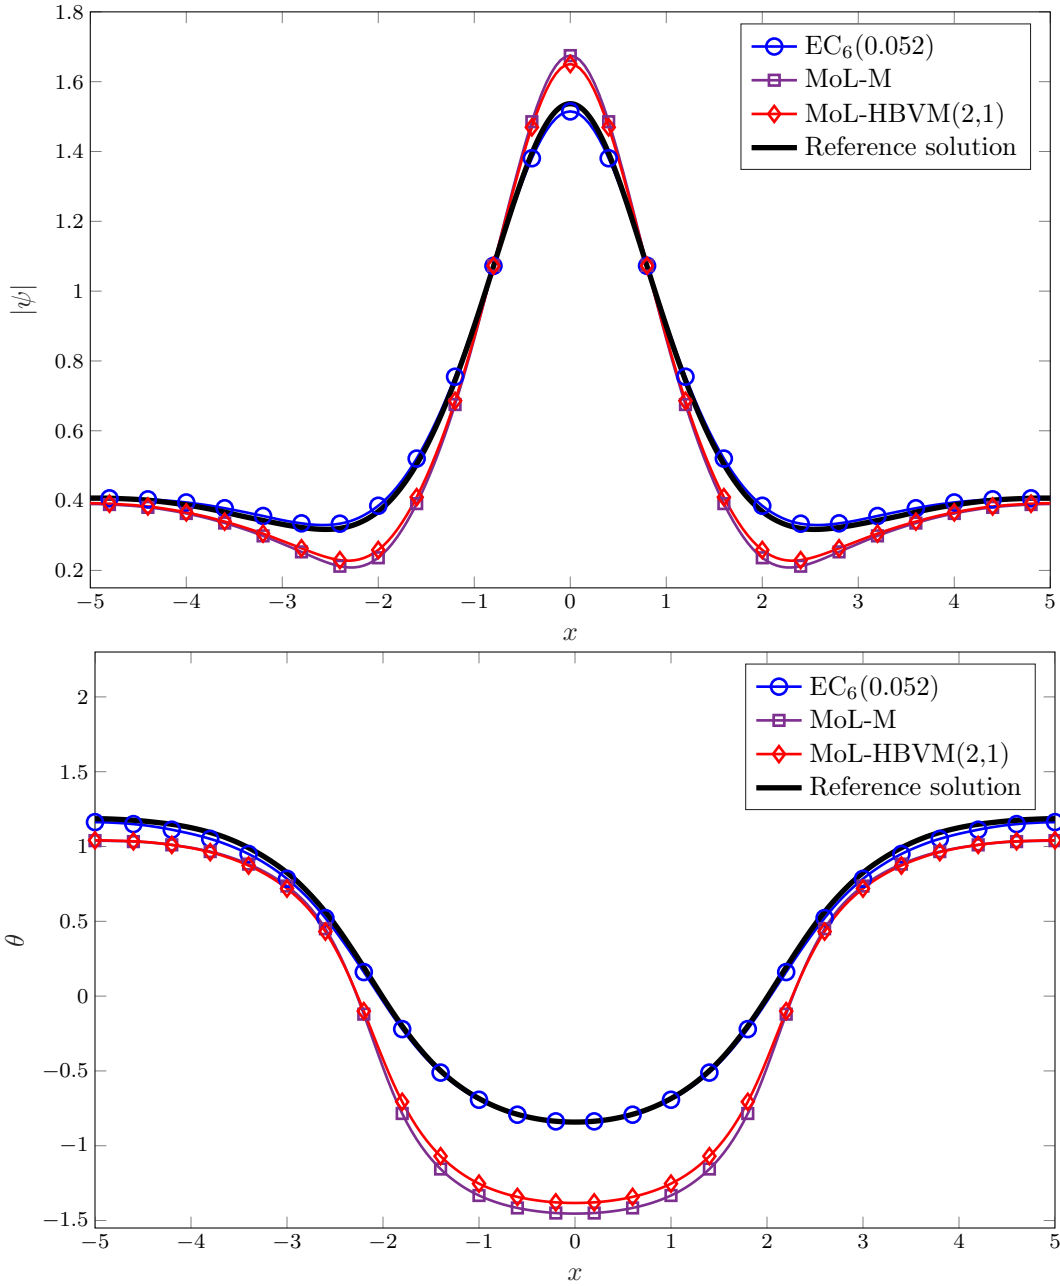 1.8
1.6
1.4
1.2
1
0.8
0.6
0.4
0.2
|ψ|
−5 −4 −3 −2 −1 0 1 2 3 4 5
x
EC₆(0.052)
MoL-M
MoL-HBVM(2,1)
Reference solution
2
1.5
1
0.5
0
−0.5
−1
−1.5
θ
−5 −4 −3 −2 −1 0 1 2 3 4 5
x
EC₆(0.052)
MoL-M
MoL-HBVM(2,1)
Reference solution